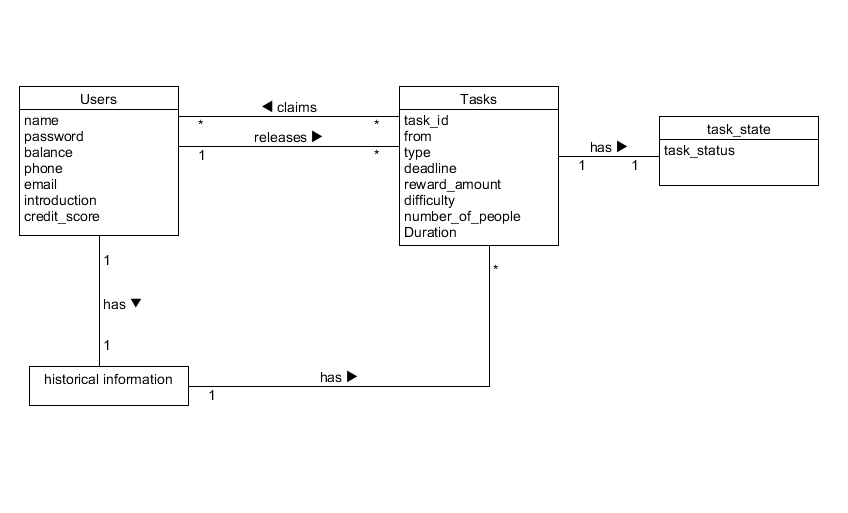 Users
name
password
balance
phone
email
introduction
credit_score
◀ claims
*
*
releases ▶
1
*
Tasks
task_id
from
type
deadline
reward_amount
difficulty
number_of_people
Duration
has ▶
1
1
task_state
task_status
1
has ▼
1
*
historical information
has ▶
1